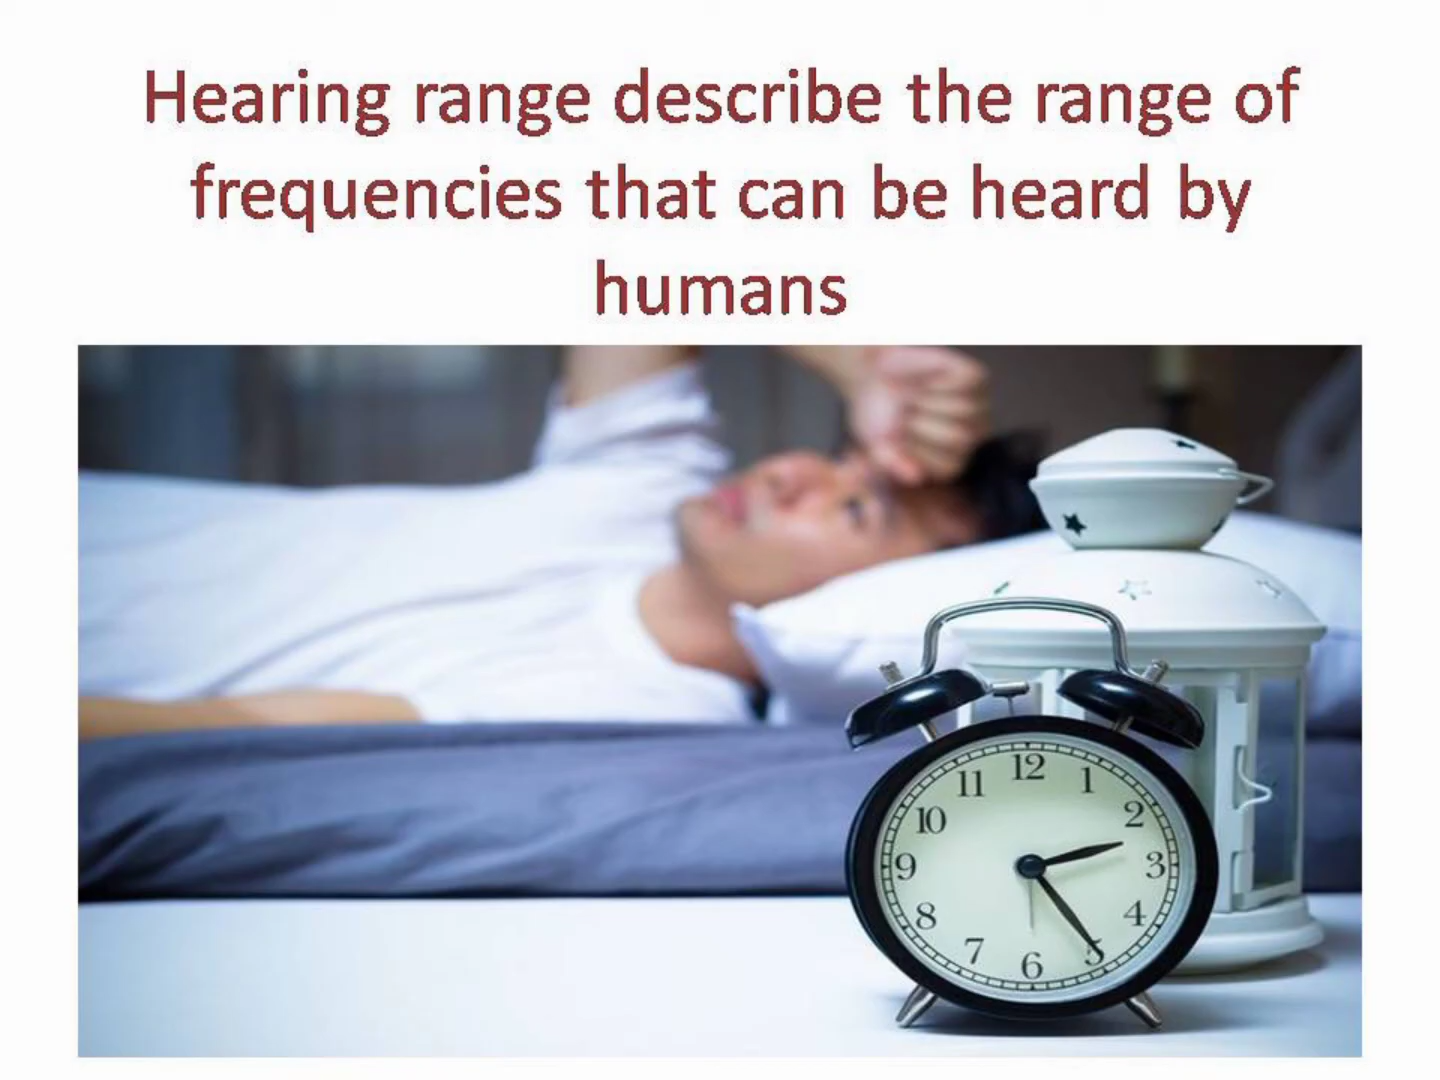 Hearing range describe the range of
frequencies that can be heard by
humans
12
11 1
10 2
9 3
8 4
7 5
6